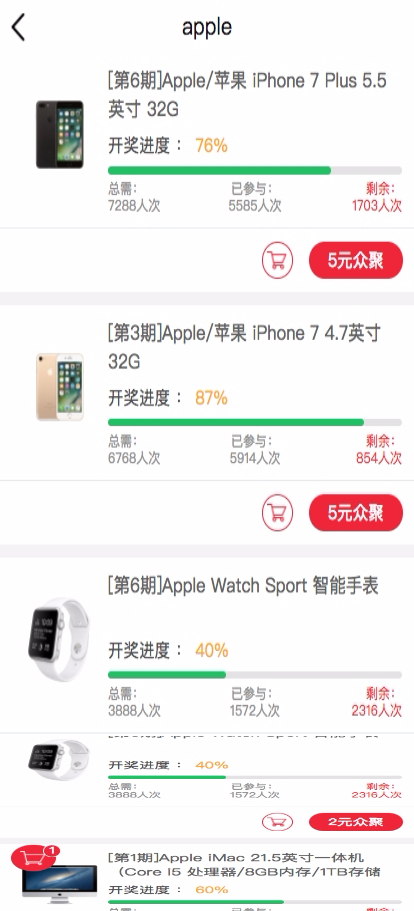 apple
[第6期]Apple/苹果 iPhone 7 Plus 5.5
英寸 32G
开奖进度： 76%
总需： 已参与： 剩余：
7288人次 5585人次 1703人次
5元众聚
[第3期]Apple/苹果 iPhone 7 4.7英寸
32G
开奖进度： 87%
总需： 已参与： 剩余：
6768人次 5914人次 854人次
5元众聚
[第6期]Apple Watch Sport 智能手表
开奖进度： 40%
总需： 已参与： 剩余：
3888人次 1572人次 2316人次
开奖进度： 40%
总需： 已参与： 剩余：
3888人次 1572人次 2316人次
2元众聚
1
[第1期]Apple iMac 21.5英寸一体机
（Core I5 处理器/8GB内存/1TB存储
开奖进度： 60%